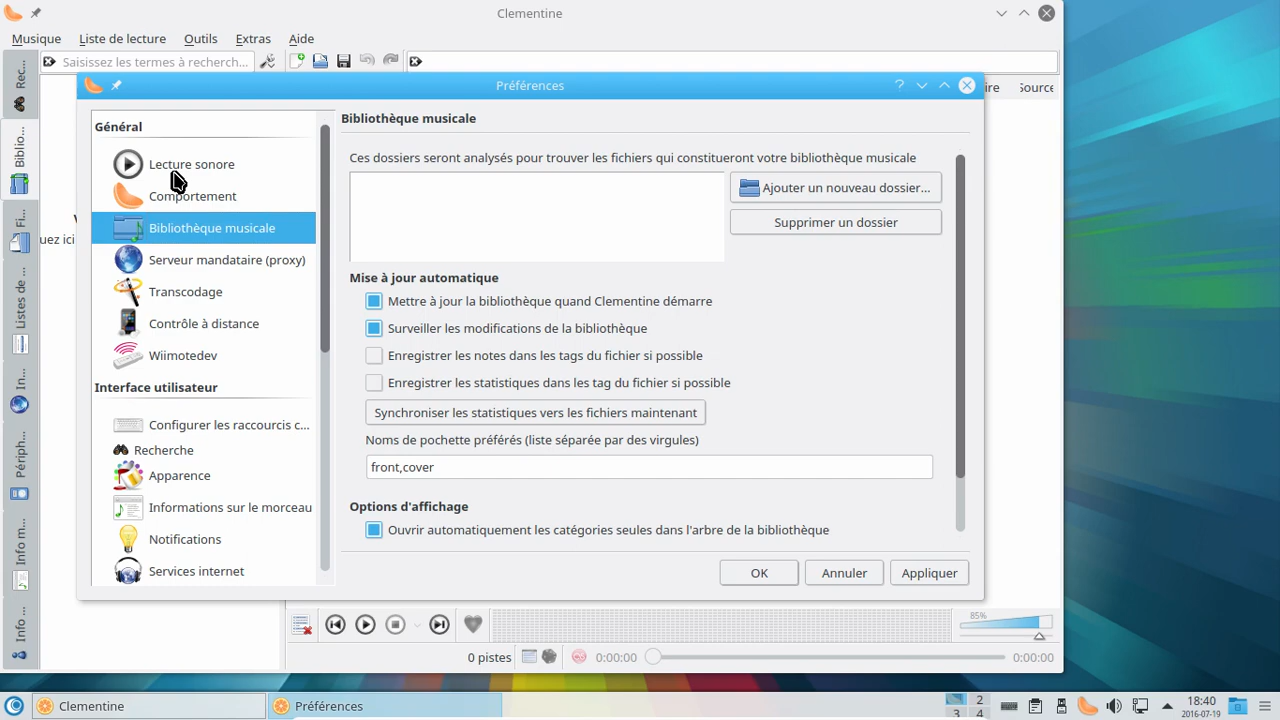 Clementine
Musique Liste de lecture Outils Extras Aide
Saisissez les termes à recherch...
Préférences
Rec...
Biblio...
Fi...
Listes de ...
In...
Périph...
Info m...
Info ...
uez ici
Source
Général
Lecture sonore
Comportement
Bibliothèque musicale
Serveur mandataire (proxy)
Transcodage
Contrôle à distance
Wiimotedev
Interface utilisateur
Configurer les raccourcis c...
Recherche
Apparence
Informations sur le morceau
Notifications
Services internet
Bibliothèque musicale
Ces dossiers seront analysés pour trouver les fichiers qui constitueront votre bibliothèque musicale
Ajouter un nouveau dossier...
Supprimer un dossier
Mise à jour automatique
Mettre à jour la bibliothèque quand Clementine démarre
Surveiller les modifications de la bibliothèque
Enregistrer les notes dans les tags du fichier si possible
Enregistrer les statistiques dans les tag du fichier si possible
Synchroniser les statistiques vers les fichiers maintenant
Noms de pochette préférés (liste séparée par des virgules)
front,cover
Options d'affichage
Ouvrir automatiquement les catégories seules dans l'arbre de la bibliothèque
OK Annuler Appliquer
85%
0 pistes 0:00:00 0:00:00
Clementine Préférences
2
3 4
18:40
2016-07-19